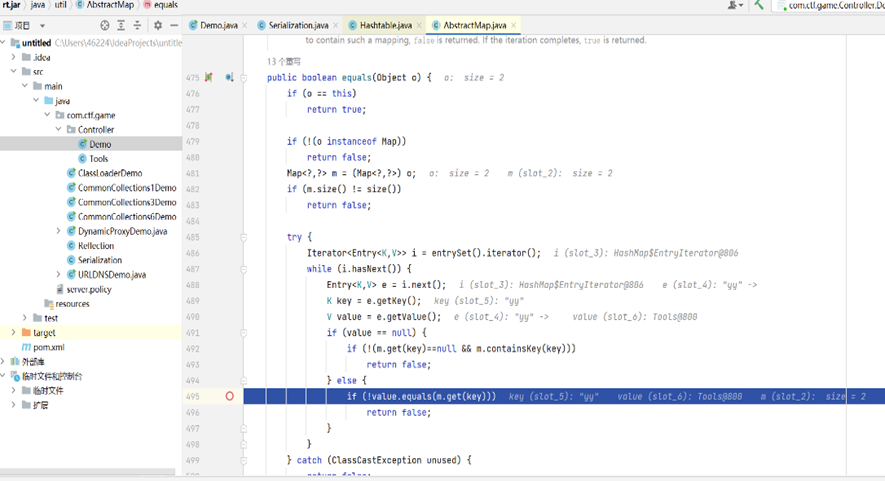 rt.jar › java › util › AbstractMap › equals
com.ctf.game.Controller.De
项目
Demo.java
Serialization.java
Hashtable.java
AbstractMap.java
untitled C:\Users\46224\IdeaProjects\untitle
.idea
src
main
java
com.ctf.game
Controller
Demo
Tools
ClassLoaderDemo
CommonCollections1Demo
CommonCollections3Demo
CommonCollections6Demo
DynamicProxyDemo.java
Reflection
Serialization
URLDNSDemo.java
server.policy
resources
test
target
pom.xml
外部库
临时文件和控制台
临时文件
扩展
to contain such a mapping, false is returned. If the iteration completes, true is returned.
13 个重写
475 public boolean equals(Object o) { o: size = 2
476 if (o == this)
477 return true;
478
479 if (!(o instanceof Map))
480 return false;
481 Map<?,?> m = (Map<?,?>) o; o: size = 2 m (slot_2): size = 2
482 if (m.size() != size())
483 return false;
484
485 try {
486 Iterator<Entry<K,V>> i = entrySet().iterator(); i (slot_3): HashMap$EntryIterator@806
487 while (i.hasNext()) {
488 Entry<K,V> e = i.next(); i (slot_3): HashMap$EntryIterator@806 e (slot_4): "yy" ->
489 K key = e.getKey(); key (slot_5): "yy"
490 V value = e.getValue(); e (slot_4): "yy" -> value (slot_6): Tools@800
491 if (value == null) {
492 if (!(m.get(key)==null && m.containsKey(key)))
493 return false;
494 } else {
495 if (!value.equals(m.get(key))) key (slot_5): "yy" value (slot_6): Tools@800 m (slot_2): size = 2
496 return false;
497 }
498 }
499 } catch (ClassCastException unused) {
return false;